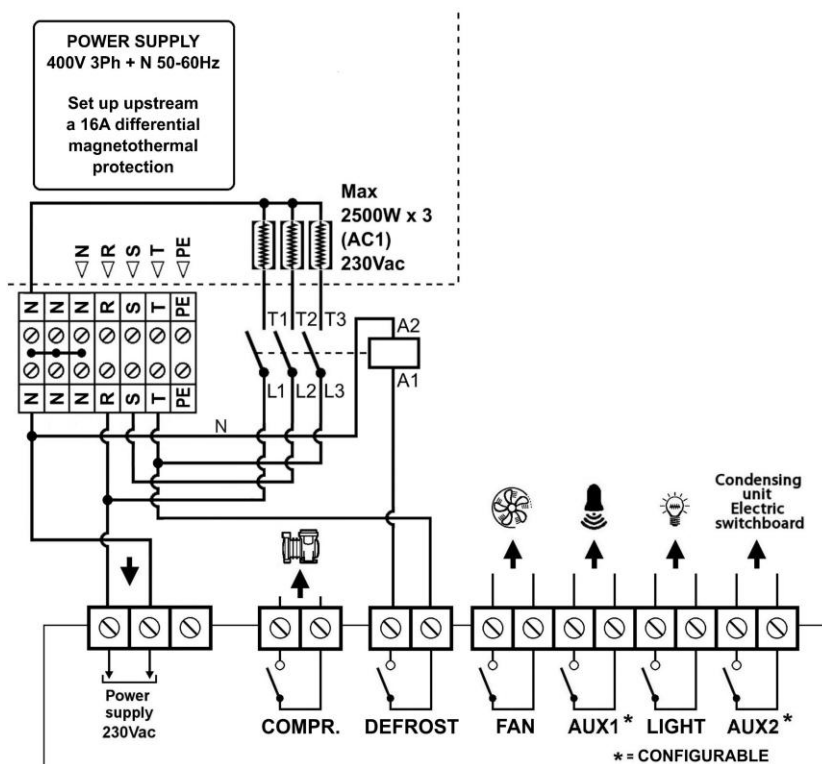 POWER SUPPLY
400V 3Ph + N 50-60Hz
Set up upstream
a 16A differential
magnetothermal
protection
Max
2500W x 3
(AC1)
230Vac
N R S T PE
N N N R S T PE
T1 T2 T3
A2
A1
L1 L2 L3
N N N R S T PE
N
Condensing
unit
Electric
switchboard
Power
supply
230Vac
COMPR. DEFROST FAN AUX1* LIGHT AUX2*
* = CONFIGURABLE